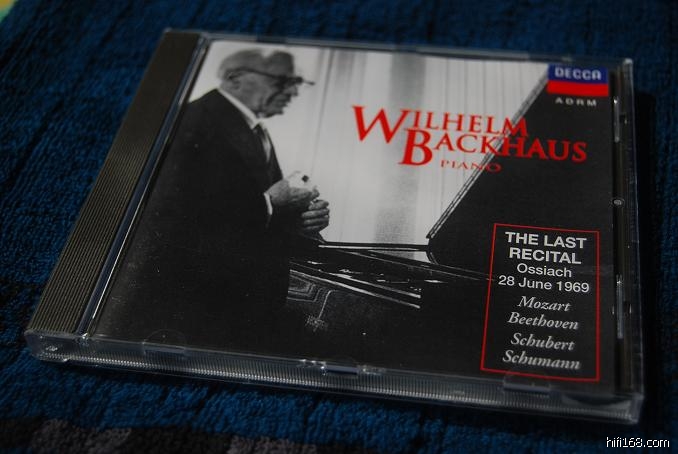 DECCA
ADRM
WILHELM
BACKHAUS
PIANO
THE LAST
RECITAL
Ossiach
28 June 1969
Mozart
Beethoven
Schubert
Schumann
hifi168.com